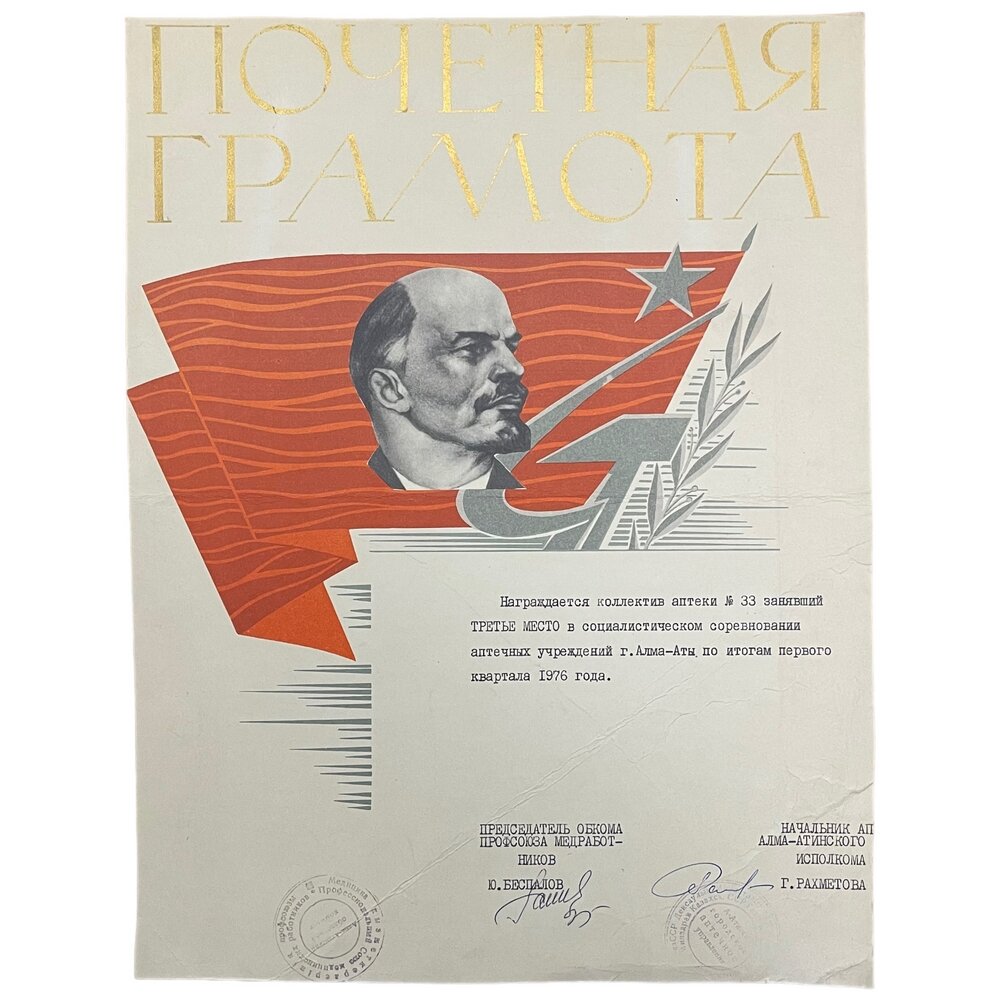 ПОЧЕТНАЯ
ГРАМОТА
Награждается коллектив аптеки № 33 занявший
ТРЕТЬЕ МЕСТО в социалистическом соревновании
аптечных учреждений г.Алма-Аты, по итогам первого
квартала 1976 года.
ПРЕДСЕДАТЕЛЬ ОБКОМА
ПРОФСОЮЗА МЕДРАБОТ-
НИКОВ
Ю.БЕСПАЛОВ
НАЧАЛЬНИК АП
АЛМА-АТИНСКОГО
ИСПОЛКОМА
Г.РАХМЕТОВА